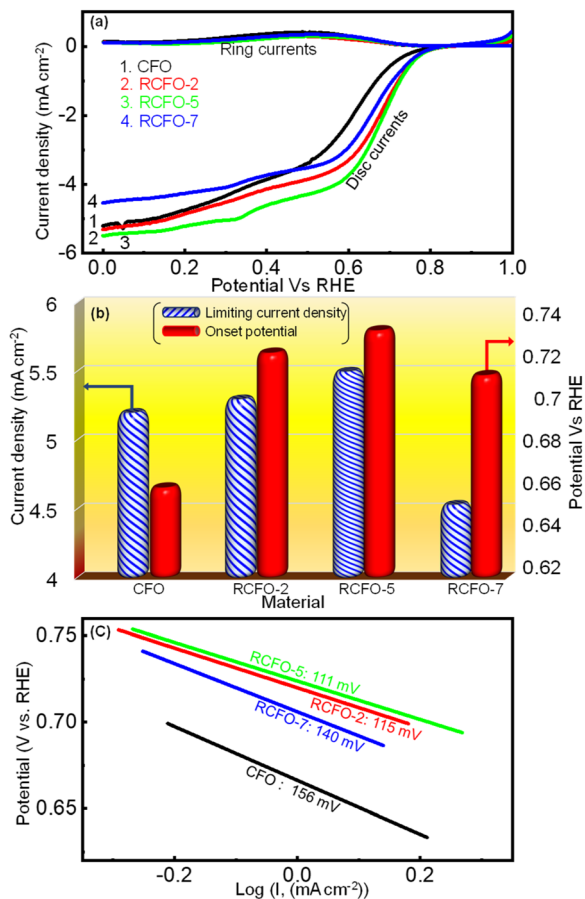 (a)
Ring currents
1. CFO
2. RCFO-2
3. RCFO-5
4. RCFO-7
Disc currents
Current density (mA cm⁻²)
0
-2
-4
-6
4
1
2
3
0.0 0.2 0.4 0.6 0.8 1.0
Potential Vs RHE
(b)
Limiting current density
Onset potential
Current density (mA cm⁻²)
6
5.5
5
4.5
4
0.74
0.72
0.7
0.68
0.66
0.64
0.62
Potential Vs RHE
CFO RCFO-2 RCFO-5 RCFO-7
Material
(C)
RCFO-5: 111 mV
RCFO-2: 115 mV
RCFO-7: 140 mV
CFO : 156 mV
Potential (V vs. RHE)
0.75
0.70
0.65
-0.2 0.0 0.2
Log (I, (mA cm⁻²))